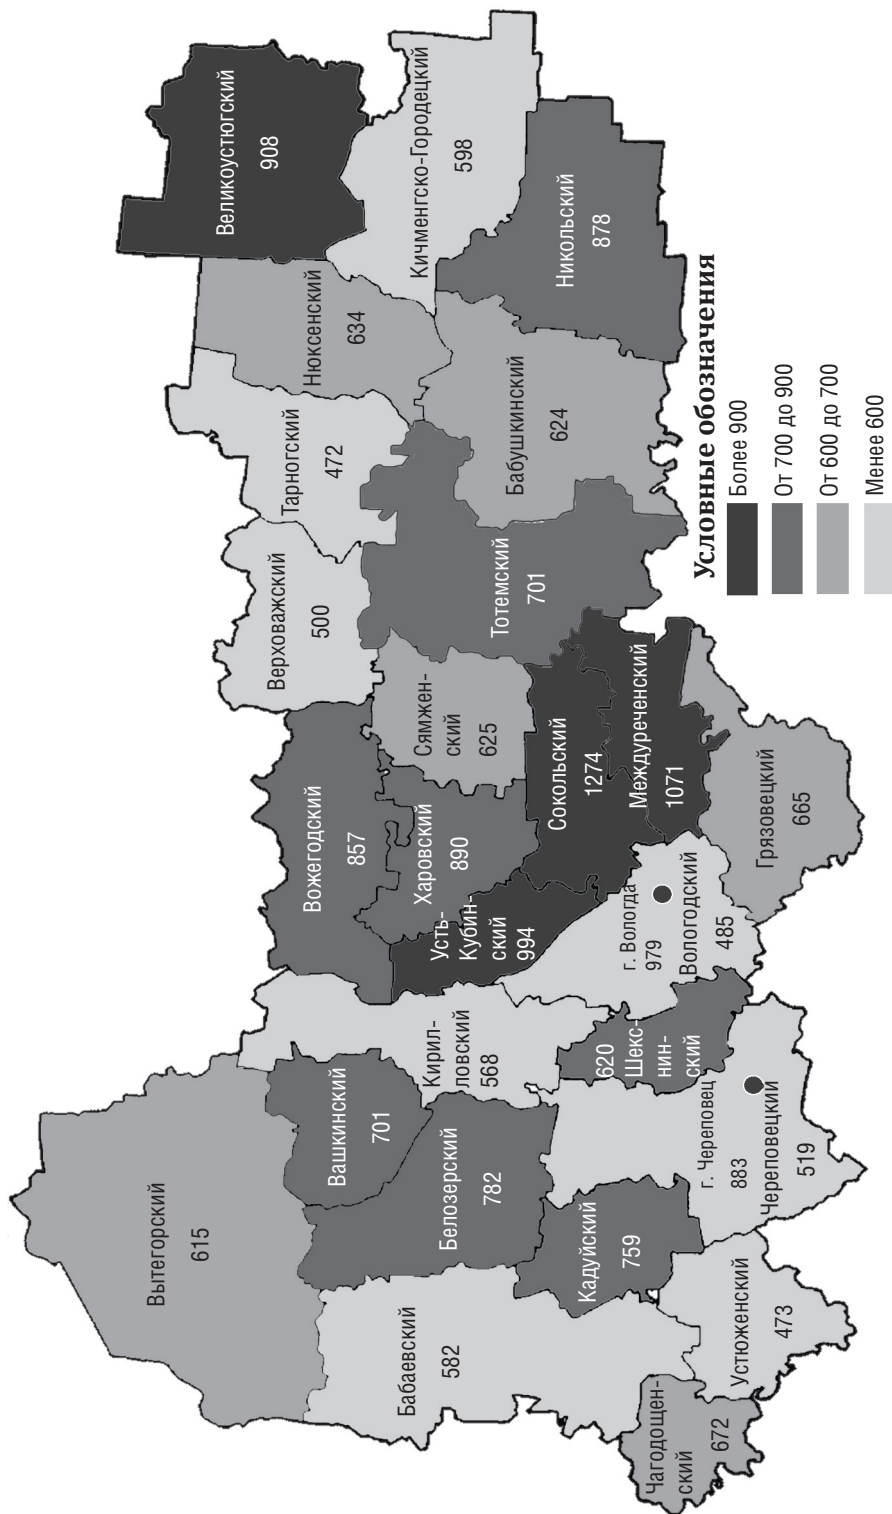 Вытегорский
615
Вашкинский
701
Бабаевский
582
Белозерский
782
Кирил-
ловский
568
Чагодощен-
ский
672
Устюженский
473
Кадуйский
759
г. Череповец
883
Череповецкий
519
620
Шекс-
нин-
ский
Вожегодский
857
Харовский
890
Усть-
Кубин-
ский
994
г. Вологда
979
Вологодский
485
Сямжен-
ский
625
Сокольский
1274
Междуреченский
1071
Грязовецкий
665
Верховажский
500
Тарногский
472
Тотемский
701
Нюксенский
634
Бабушкинский
624
Великоустюгский
908
Кичменгско-Городецкий
598
Никольский
878
Условные обозначения
Более 900
От 700 до 900
От 600 до 700
Менее 600